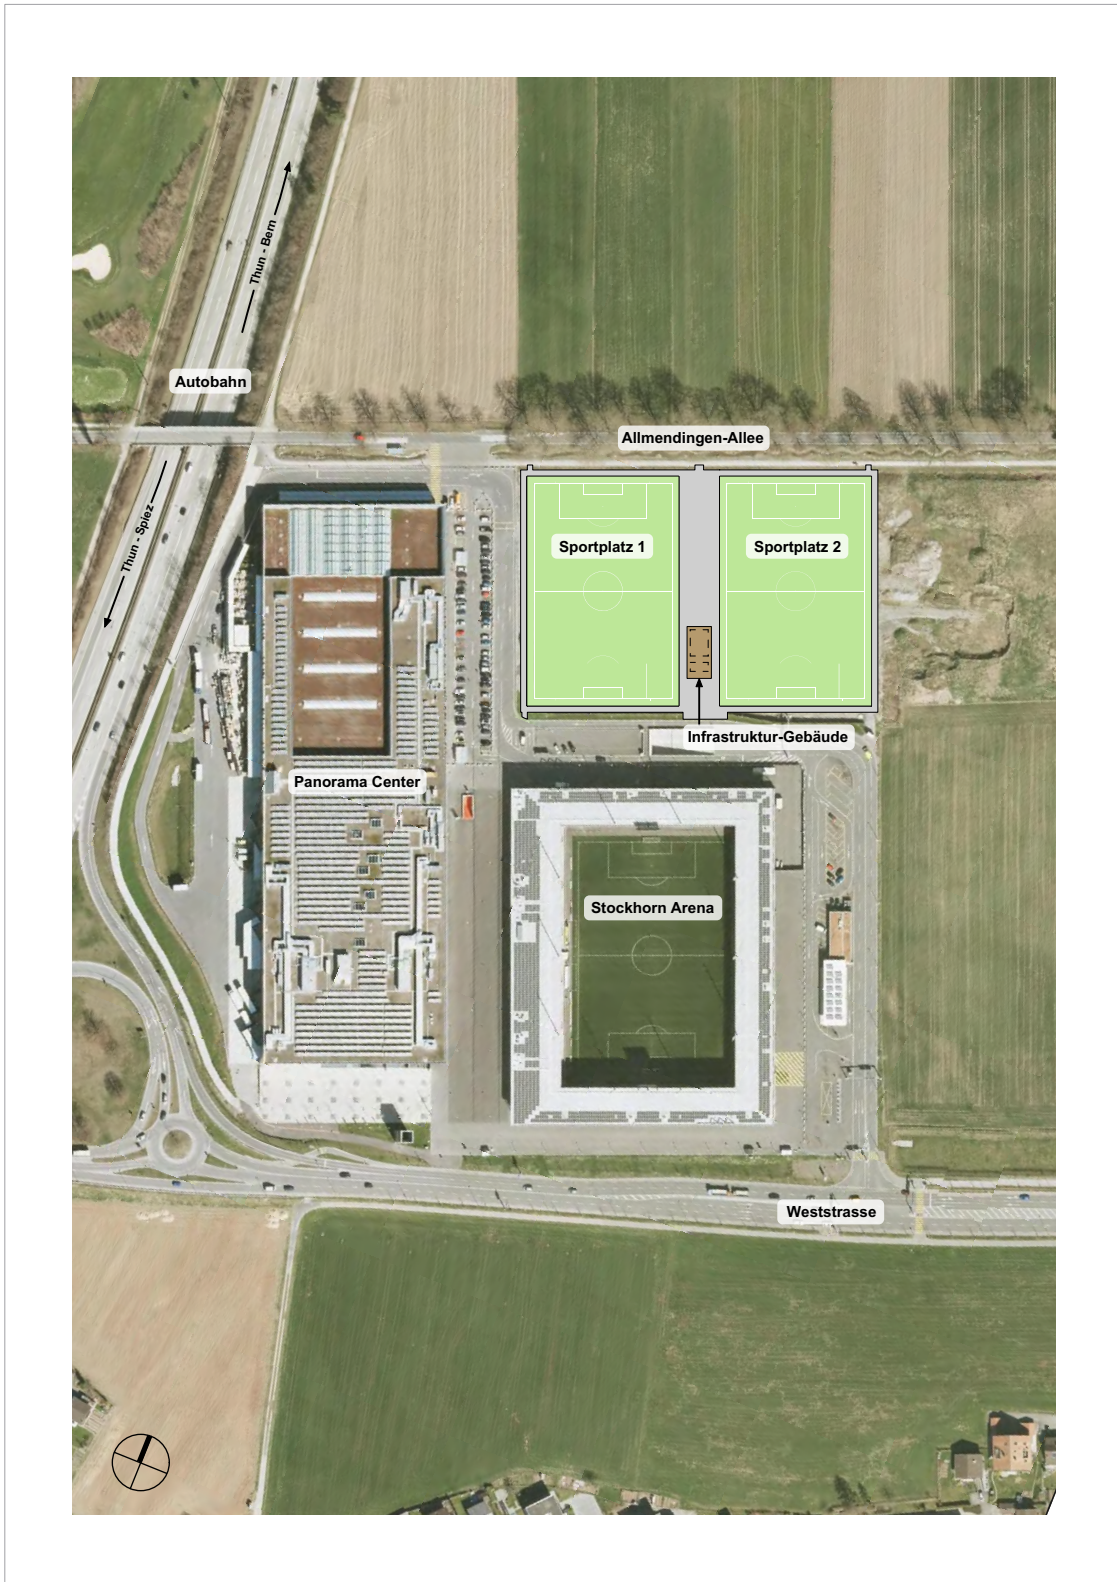 Thun - Bern
Autobahn
Allmendingen-Allee
Thun - Spiez
Sportplatz 1
Sportplatz 2
Infrastruktur-Gebäude
Panorama Center
Stockhorn Arena
Weststrasse